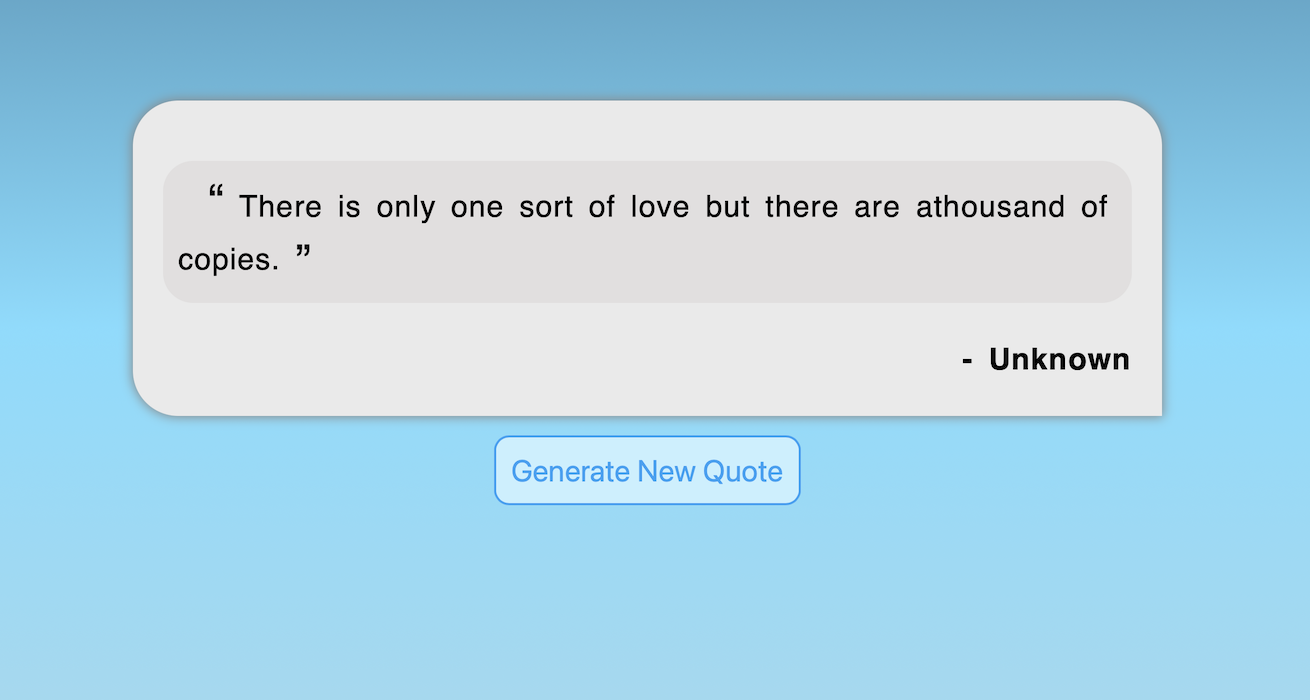 “ There is only one sort of love but there are athousand of
copies. ”
- Unknown
Generate New Quote